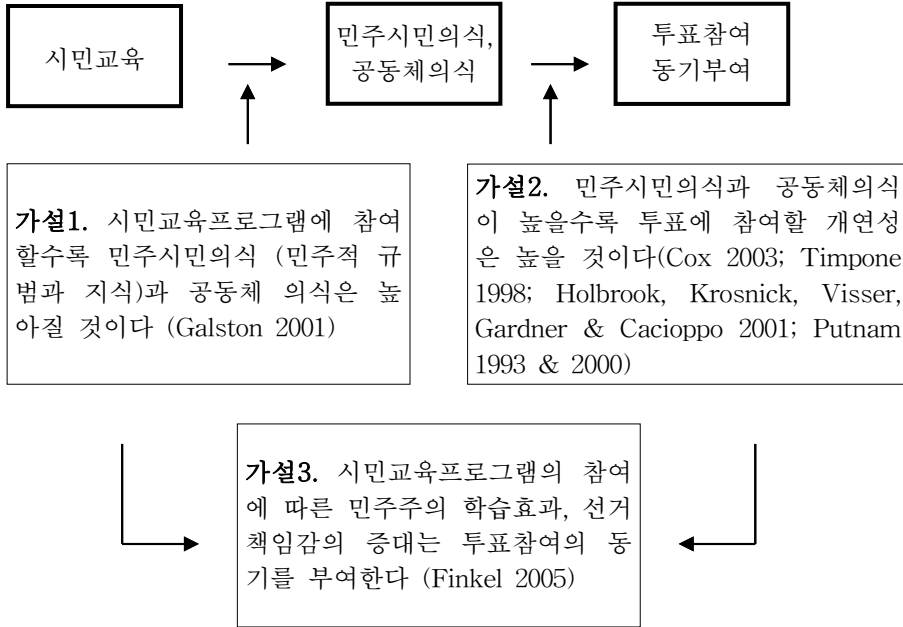 시민교육
민주시민의식,
공동체의식
투표참여
동기부여
가설1. 시민교육프로그램에 참여
할수록 민주시민의식 (민주적 규
범과 지식)과 공동체 의식은 높
아질 것이다 (Galston 2001)
가설2. 민주시민의식과 공동체의식
이 높을수록 투표에 참여할 개연성
은 높을 것이다(Cox 2003; Timpone
1998; Holbrook, Krosnick, Visser,
Gardner & Cacioppo 2001; Putnam
1993 & 2000)
가설3. 시민교육프로그램의 참여
에 따른 민주주의 학습효과, 선거
책임감의 증대는 투표참여의 동
기를 부여한다 (Finkel 2005)